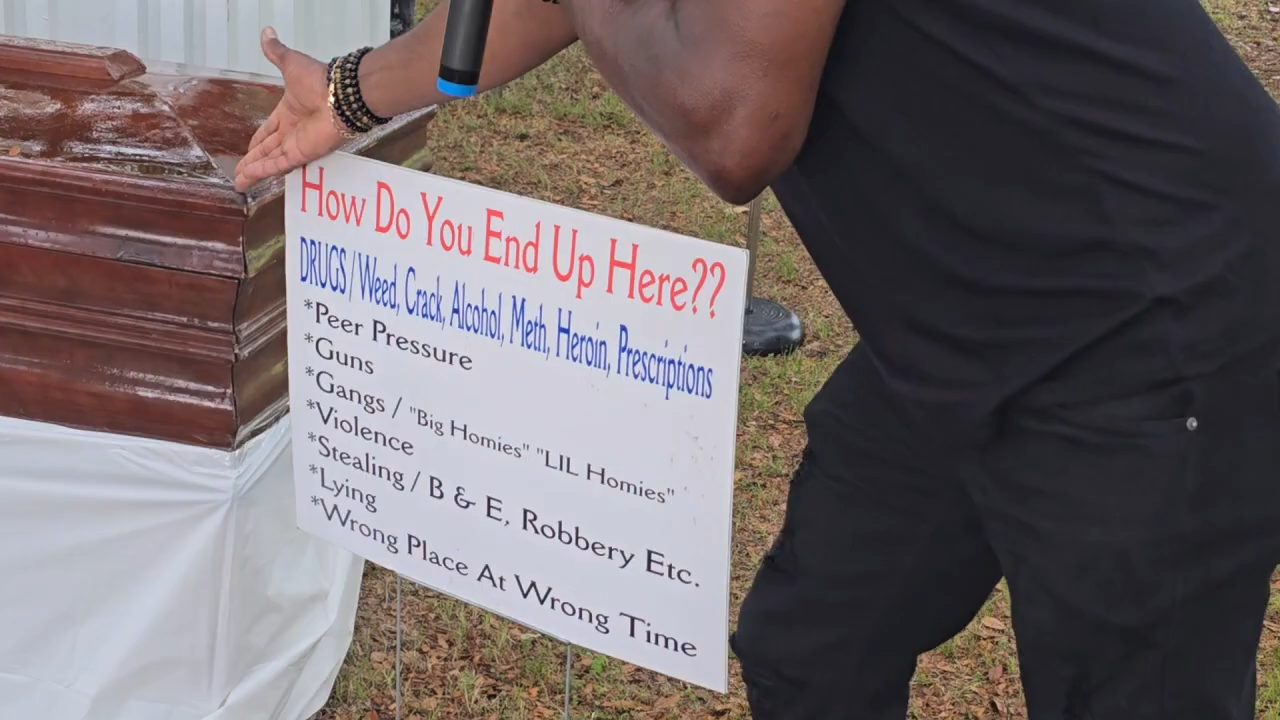 How Do You End Up Here??
DRUGS / Weed, Crack, Alcohol, Meth, Heroin, Prescriptions
*Peer Pressure
*Guns
*Gangs / "Big Homies" "LIL Homies"
*Violence
*Stealing / B & E, Robbery Etc.
*Lying
*Wrong Place At Wrong Time